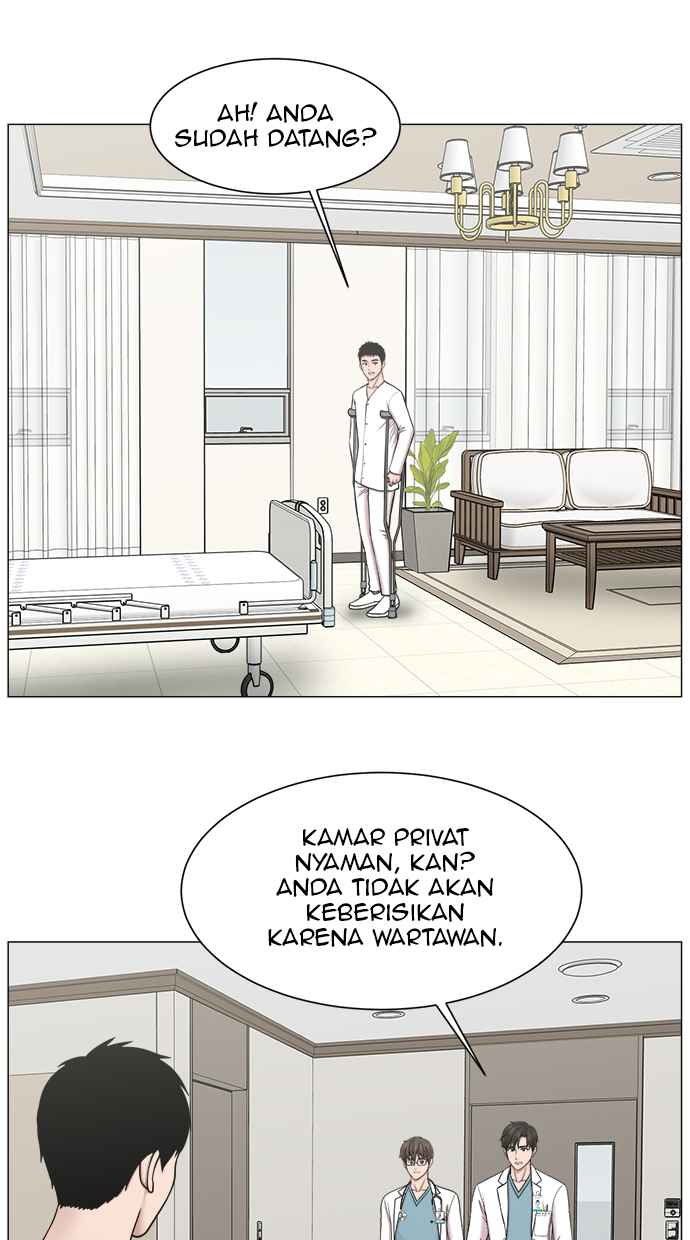 AH! ANDA
SUDAH DATANG?
KAMAR PRIVAT
NYAMAN, KAN?
ANDA TIDAK AKAN
KEBERISIKAN
KARENA WARTAWAN.